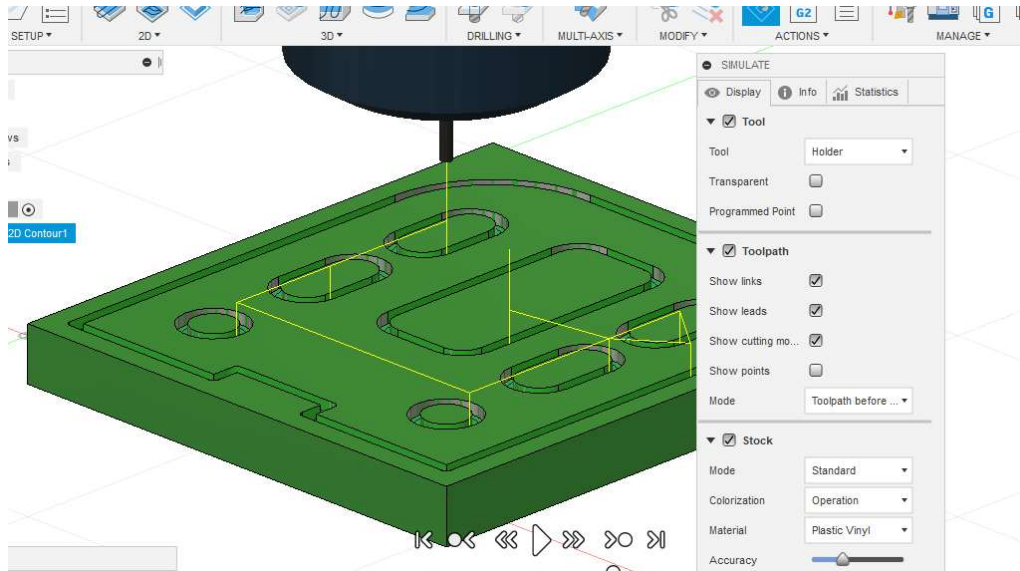 G2
G
SETUP
2D
3D
DRILLING
MULTI-AXIS
MODIFY
ACTIONS
MANAGE
2D Contour1
SIMULATE
Display Info Statistics
Tool
Tool Holder
Transparent
Programmed Point
Toolpath
Show links
Show leads
Show cutting mo...
Show points
Mode Toolpath before ...
Stock
Mode Standard
Colorization Operation
Material Plastic Vinyl
Accuracy